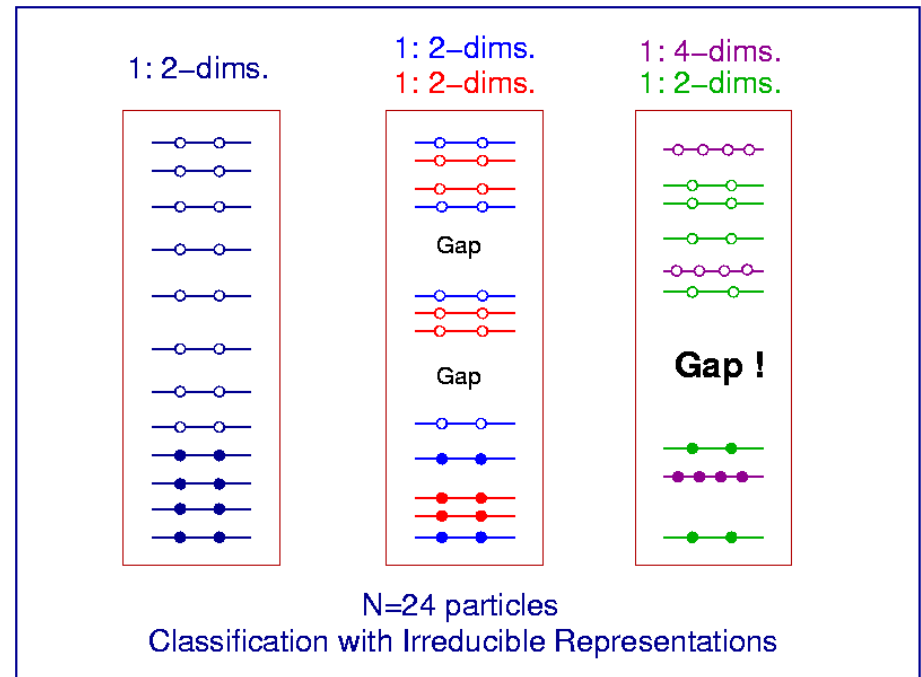 1: 2−dims.
1: 2−dims.
1: 2−dims.
1: 4−dims.
1: 2−dims.
Gap
Gap
Gap !
N=24 particles
Classification with Irreducible Representations